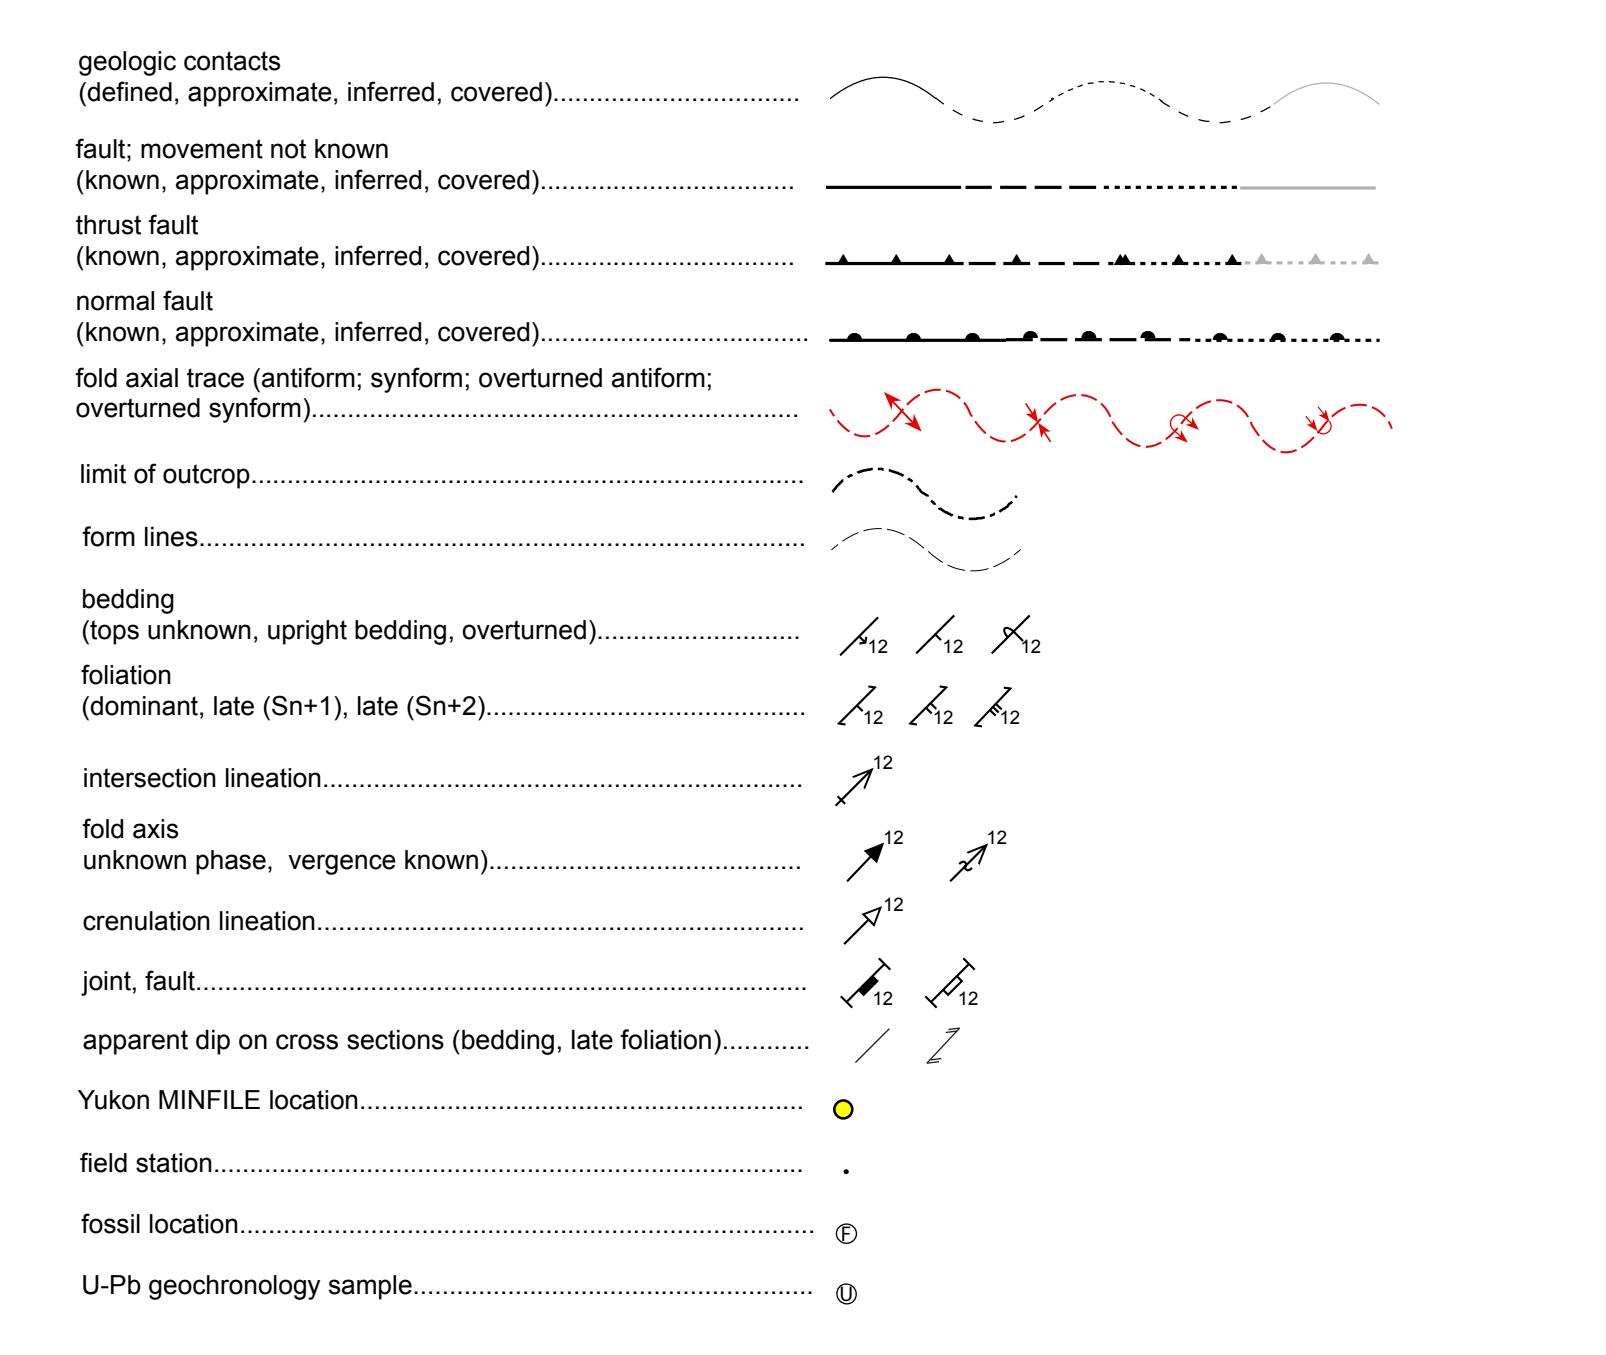 geologic contacts
(defined, approximate, inferred, covered)..................................
fault; movement not known
(known, approximate, inferred, covered)...................................
thrust fault
(known, approximate, inferred, covered)...................................
normal fault
(known, approximate, inferred, covered).....................................
fold axial trace (antiform; synform; overturned antiform;
overturned synform)...................................................................
limit of outcrop............................................................................
form lines...................................................................................
bedding
(tops unknown, upright bedding, overturned)............................
12 12 12
foliation
(dominant, late (Sn+1), late (Sn+2)............................................
12 12 12
intersection lineation..................................................................
12
fold axis
unknown phase,  vergence known)...........................................
12 12
crenulation lineation...................................................................
12
joint, fault....................................................................................
12 12
apparent dip on cross sections (bedding, late foliation)............
Yukon MINFILE location.............................................................
field station.................................................................................
fossil location............................................................................... F
U-Pb geochronology sample....................................................... U